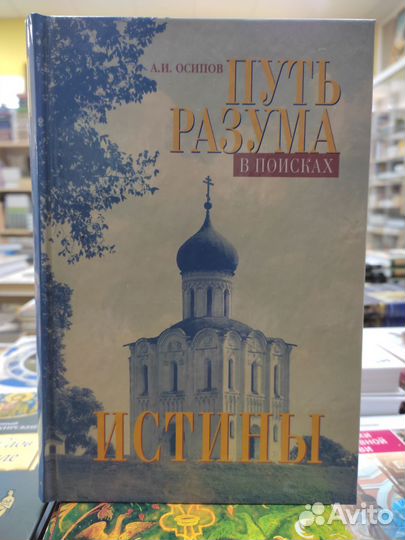 А.И. ОСИПОВ
ПУТЬ
РАЗУМА
В ПОИСКАХ
ИСТИНЫ
Avito